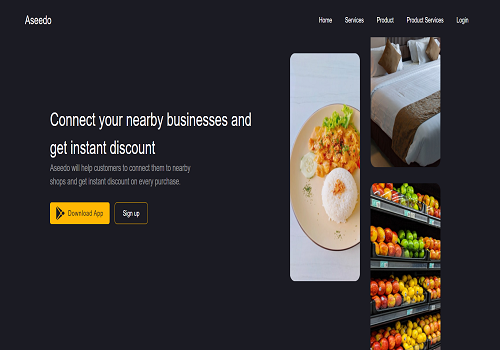 Aseedo
Home Services Product Product Services Login
Connect your nearby businesses and
get instant discount
Aseedo will help customers to connect them to nearby
shops and get instant discount on every purchase.
Download App Sign up